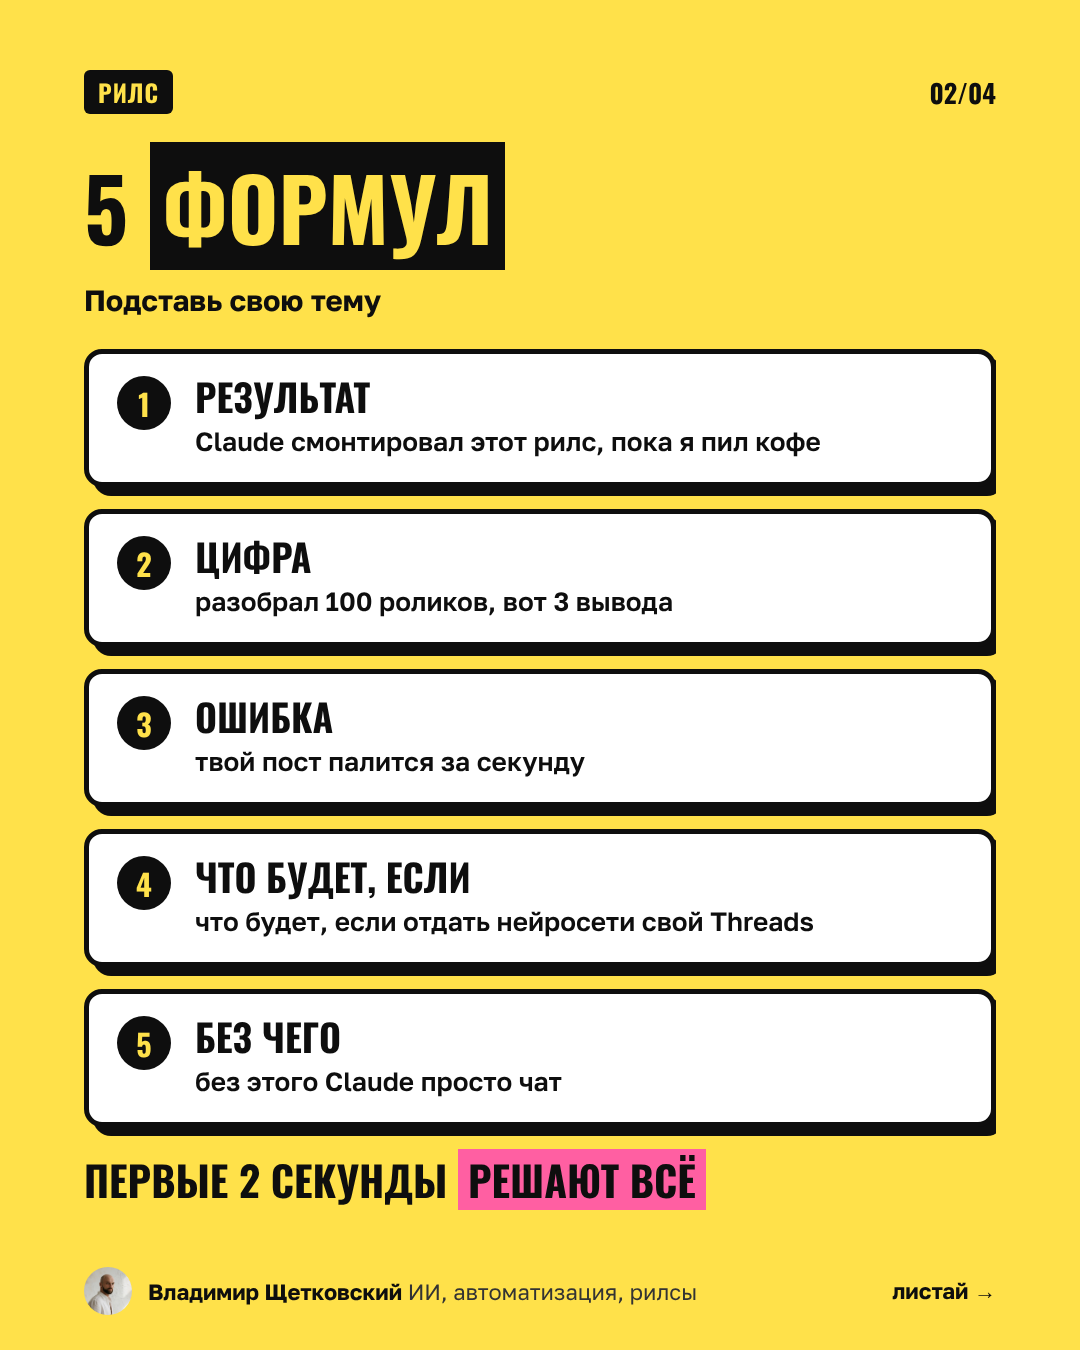 РИЛС
02/04
5 ФОРМУЛ
Подставь свою тему
1 РЕЗУЛЬТАТ
Claude смонтировал этот рилс, пока я пил кофе
2 ЦИФРА
разобрал 100 роликов, вот 3 вывода
3 ОШИБКА
твой пост палится за секунду
4 ЧТО БУДЕТ, ЕСЛИ
что будет, если отдать нейросети свой Threads
5 БЕЗ ЧЕГО
без этого Claude просто чат
ПЕРВЫЕ 2 СЕКУНДЫ РЕШАЮТ ВСЁ
Владимир Щетковский ИИ, автоматизация, рилсы
листай →